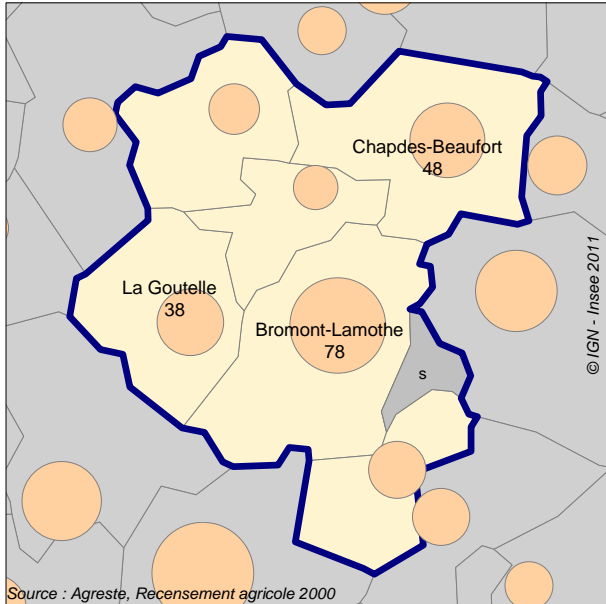 Chapdes-Beaufort
48
La Goutelle
38
Bromont-Lamothe
78
s
© IGN - Insee 2011
Source : Agreste, Recensement agricole 2000